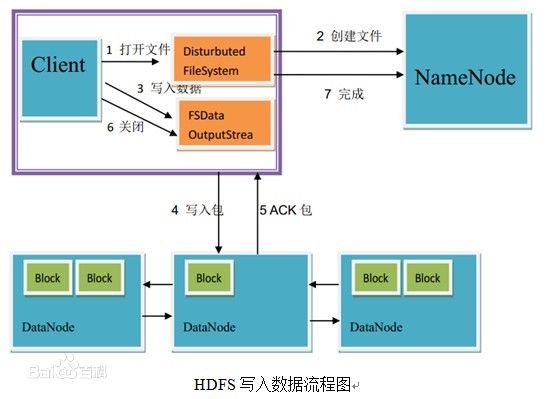 Client
1 打开文件
Disturbuted
FileSystem
2 创建文件
NameNode
3 写入数据
7 完成
FSData
OutputStrea
6 关闭
4 写入包
5 ACK 包
Block
Block
DataNode
Block
DataNode
Block
Block
DataNode
Bai百科
HDFS 写入数据流程图